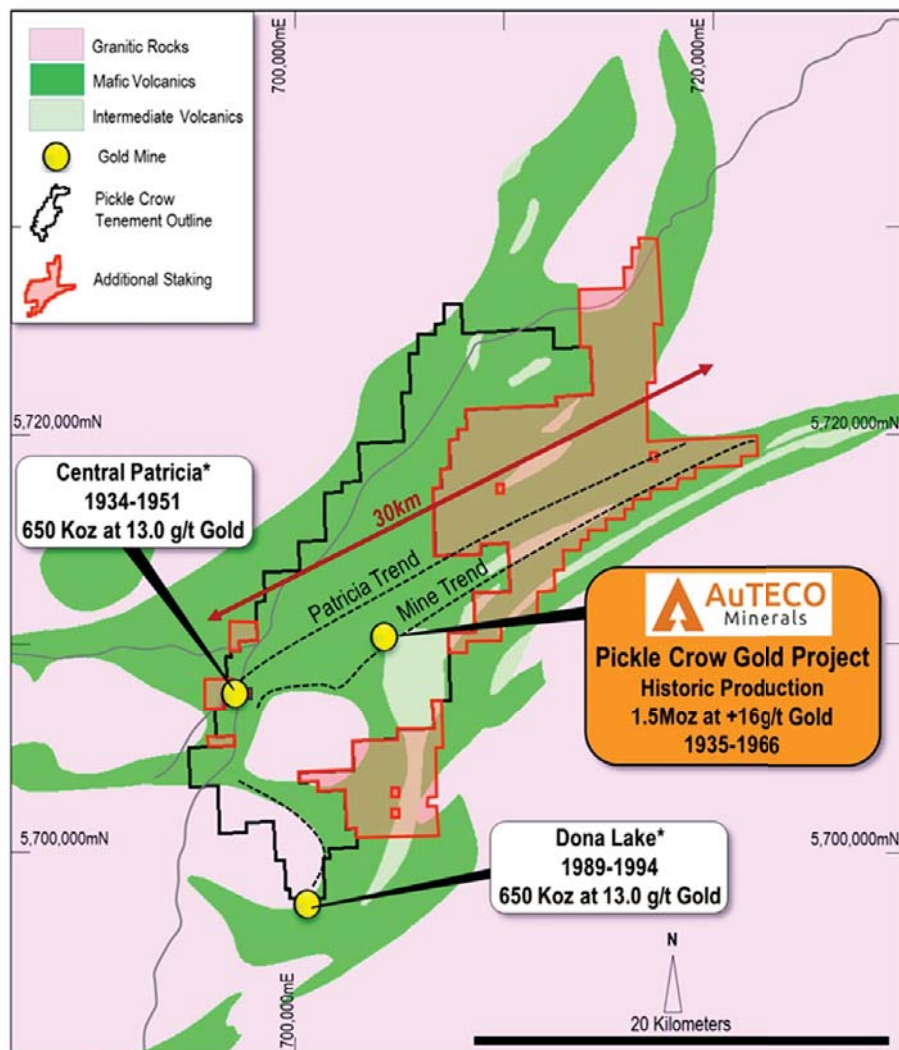 700,000mE
720,000mE
Granitic Rocks
Mafic Volcanics
Intermediate Volcanics
Gold Mine
Pickle Crow
Tenement Outline
Additional Staking
5,720,000mN
5,720,000mN
Central Patricia*
1934-1951
650 Koz at 13.0 g/t Gold
30km
Patricia Trend
Mine Trend
AuTECO
Minerals
Pickle Crow Gold Project
Historic Production
1.5Moz at +16g/t Gold
1935-1966
5,700,000mN
5,700,000mN
Dona Lake*
1989-1994
650 Koz at 13.0 g/t Gold
N
700,000mE
20 Kilometers